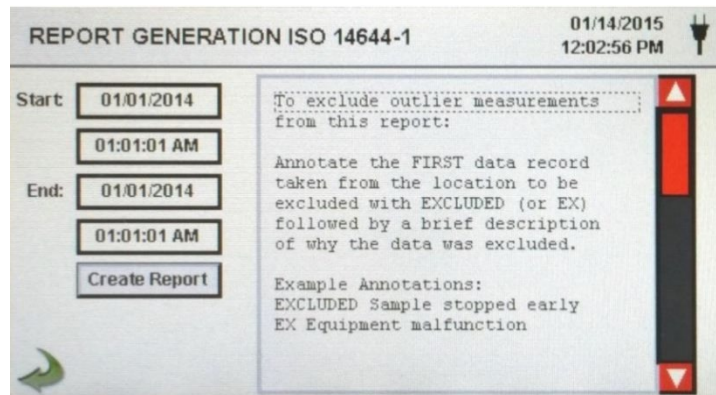 REPORT GENERATION ISO 14644-1
01/14/2015
12:02:56 PM
Start:
01/01/2014
01:01:01 AM
End:
01/01/2014
01:01:01 AM
Create Report
To exclude outlier measurements
from this report:
Annotate the FIRST data record
taken from the location to be
excluded with EXCLUDED (or EX)
followed by a brief description
of why the data was excluded.
Example Annotations:
EXCLUDED Sample stopped early
EX Equipment malfunction